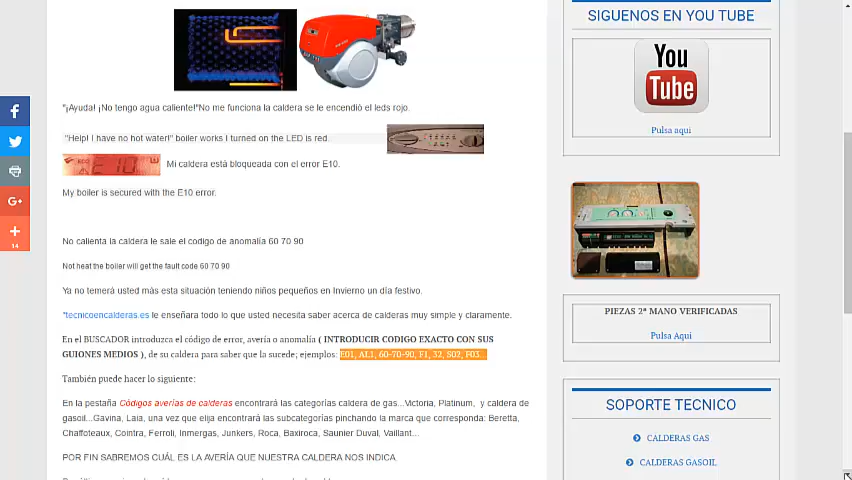 "¡Ayuda! ¡No tengo agua caliente!"No me funciona la caldera se le encendió el leds rojo.
"Help! I have no hot water!" boiler works I turned on the LED is red.
E10
Mi caldera está bloqueada con el error E10.
My boiler is secured with the E10 error.
No calienta la caldera le sale el codigo de anomalía 60 70 90
Not heat the boiler will get the fault code 60 70 90
Ya no temerá usted más esta situación teniendo niños pequeños en Invierno un día festivo.
"tecnicoencalderas.es le enseñara todo lo que usted necesita saber acerca de calderas muy simple y claramente.
En el BUSCADOR introduzca el código de error, avería o anomalía ( INTRODUCIR CODIGO EXACTO CON SUS
GUIONES MEDIOS ), de su caldera para saber que la sucede; ejemplos: E01, AL1, 60-70-90, F1, 32, S02, F03...
También puede hacer lo siguiente:
En la pestaña Códigos averías de calderas encontrará las categorías caldera de gas...Victoria, Platinum, y caldera de
gasoil...Gavina, Laia, una vez que elija encontrará las subcategorías pinchando la marca que corresponda: Beretta,
Chaffoteaux, Cointra, Ferroli, Inmergas, Junkers, Roca, Baxiroca, Saunier Duval, Vaillant...
POR FIN SABREMOS CUÁL ES LA AVERÍA QUE NUESTRA CALDERA NOS INDICA.
14
SIGUENOS EN YOU TUBE
You
Tube
Pulsa aqui
PIEZAS 2ª MANO VERIFICADAS
Pulsa Aqui
SOPORTE TECNICO
CALDERAS GAS
CALDERAS GASOIL